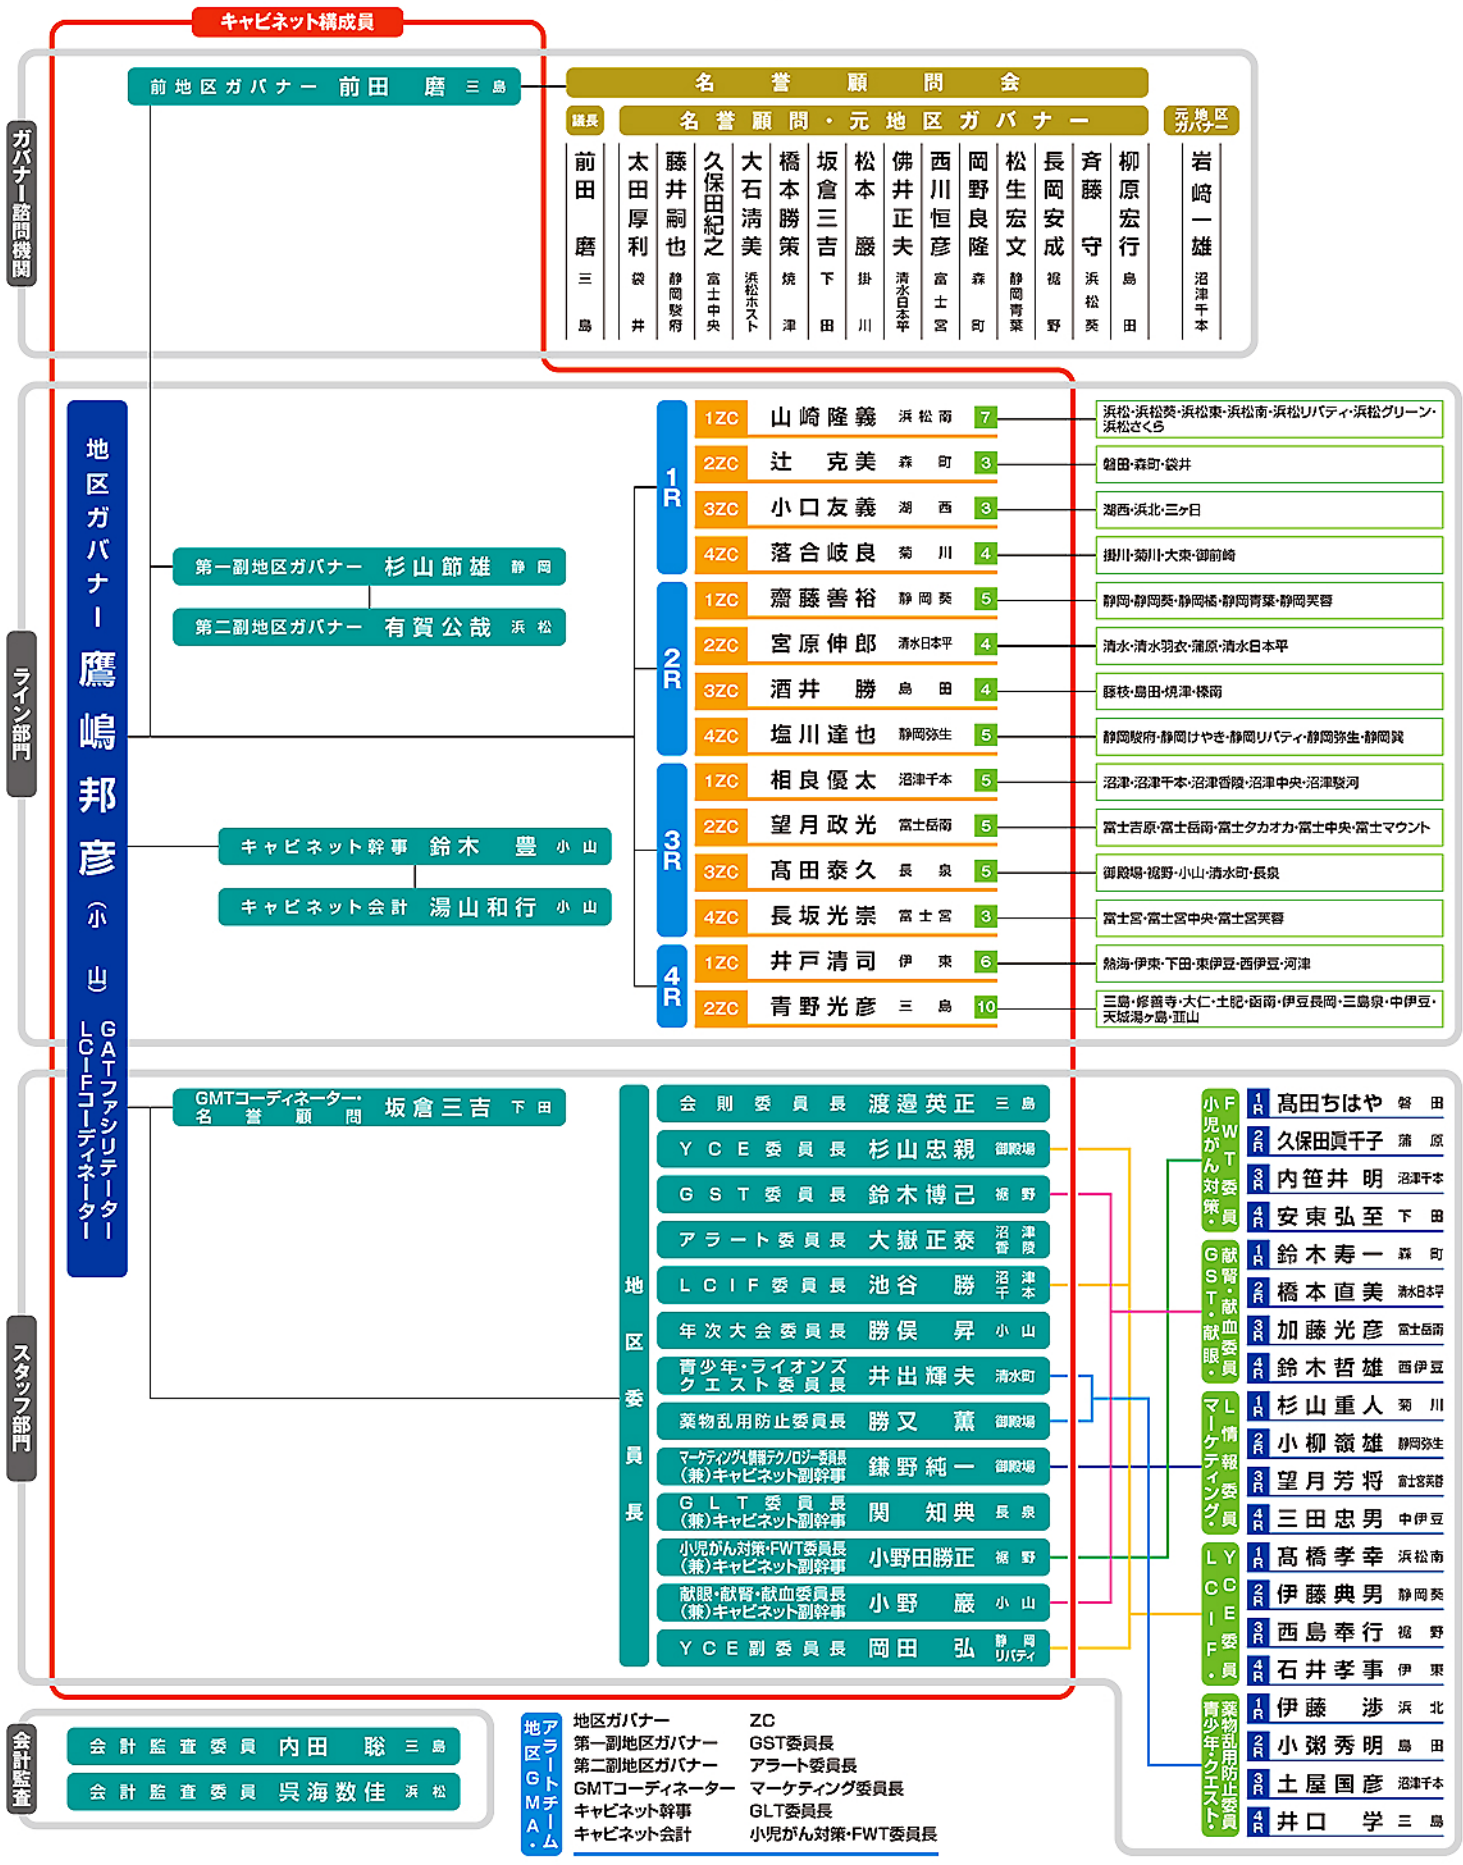 キャビネット構成員
ガバナー諮問機関
前地区ガバナー 前田 磨 三島
名誉顧問会
議長
名誉顧問・元地区ガバナー
元地区ガバナー
前田 磨 三島
太田厚利 袋井
藤井嗣也 静岡駿府
久保田紀之 富士中央
大石清美 浜松ホスト
橋本勝策 焼津
坂倉三吉 下田
松本 巖 掛川
佛井正夫 清水日本平
西川恒彦 富士宮
岡野良隆 森町
松生宏文 静岡青葉
長岡安成 裾野
斉藤 守 浜松葵
柳原宏行 島田
岩﨑一雄 沼津千本
ライン部門
地区ガバナー 鷹嶋邦彦（小山）
GATファシリテーター
LCIFコーディネーター
第一副地区ガバナー 杉山節雄 静岡
第二副地区ガバナー 有賀公哉 浜松
キャビネット幹事 鈴木 豊 小山
キャビネット会計 湯山和行 小山
1R
1ZC 山崎隆義 浜松南 7 浜松・浜松葵・浜松東・浜松南・浜松リバティ・浜松グリーン・
浜松さくら
2ZC 辻 克美 森町 3 磐田・森町・袋井
3ZC 小口友義 湖西 3 湖西・浜北・三ヶ日
4ZC 落合岐良 菊川 4 掛川・菊川・大東・御前崎
2R
1ZC 齋藤善裕 静岡葵 5 静岡・静岡葵・静岡橘・静岡青葉・静岡芙蓉
2ZC 宮原伸郎 清水日本平 4 清水・清水羽衣・蒲原・清水日本平
3ZC 酒井 勝 島田 4 藤枝・島田・焼津・榛南
4ZC 塩川達也 静岡弥生 5 静岡駿府・静岡けやき・静岡リバティ・静岡弥生・静岡巽
3R
1ZC 相良優太 沼津千本 5 沼津・沼津千本・沼津香陵・沼津中央・沼津駿河
2ZC 望月政光 富士岳南 5 富士吉原・富士岳南・富士タカオカ・富士中央・富士マウント
3ZC 髙田泰久 長泉 5 御殿場・裾野・小山・清水町・長泉
4ZC 長坂光崇 富士宮 3 富士宮・富士宮中央・富士宮芙蓉
4R
1ZC 井戸清司 伊東 6 熱海・伊東・下田・東伊豆・西伊豆・河津
2ZC 青野光彦 三島 10 三島・修善寺・大仁・土肥・函南・伊豆長岡・三島泉・中伊豆・
天城湯ヶ島・韮山
スタッフ部門
GMTコーディネーター・
名誉顧問 坂倉三吉 下田
地区委員長
会則委員長 渡邉英正 三島
YCE委員長 杉山忠親 御殿場
GST委員長 鈴木博己 裾野
アラート委員長 大嶽正泰 沼津香陵
LCIF委員長 池谷 勝 沼津千本
年次大会委員長 勝俣 昇 小山
青少年・ライオンズ
クエスト委員長 井出輝夫 清水町
薬物乱用防止委員長 勝又 薫 御殿場
マーケティング・L情報テクノロジー委員長
(兼)キャビネット副幹事 鎌野純一 御殿場
GLT委員長
(兼)キャビネット副幹事 関 知典 長泉
小児がん対策・FWT委員長
(兼)キャビネット副幹事 小野田勝正 裾野
献眼・献腎・献血委員長
(兼)キャビネット副幹事 小野 巖 小山
YCE副委員長 岡田 弘 静岡リバティ
小児がん対策・
FWT委員
1R 髙田ちはや 磐田
2R 久保田眞千子 蒲原
3R 内笹井 明 沼津千本
4R 安東弘至 下田
GST・献眼・
献腎・献血委員
1R 鈴木寿一 森町
2R 橋本直美 清水日本平
3R 加藤光彦 富士岳南
4R 鈴木哲雄 西伊豆
マーケティング・
L情報委員
1R 杉山重人 菊川
2R 小柳嶺雄 静岡弥生
3R 望月芳将 富士宮芙蓉
4R 三田忠男 中伊豆
LCIF・
YCE委員
1R 髙橋孝幸 浜松南
2R 伊藤典男 静岡葵
3R 西島奉行 裾野
4R 石井孝事 伊東
青少年・クエスト・
薬物乱用防止委員
1R 伊藤 渉 浜北
2R 小粥秀明 島田
3R 土屋国彦 沼津千本
4R 井口 学 三島
会計監査
会計監査委員 内田 聡 三島
会計監査委員 呉海数佳 浜松
地区GMA・
アラートチーム
地区ガバナー ZC
第一副地区ガバナー GST委員長
第二副地区ガバナー アラート委員長
GMTコーディネーター マーケティング委員長
キャビネット幹事 GLT委員長
キャビネット会計 小児がん対策・FWT委員長